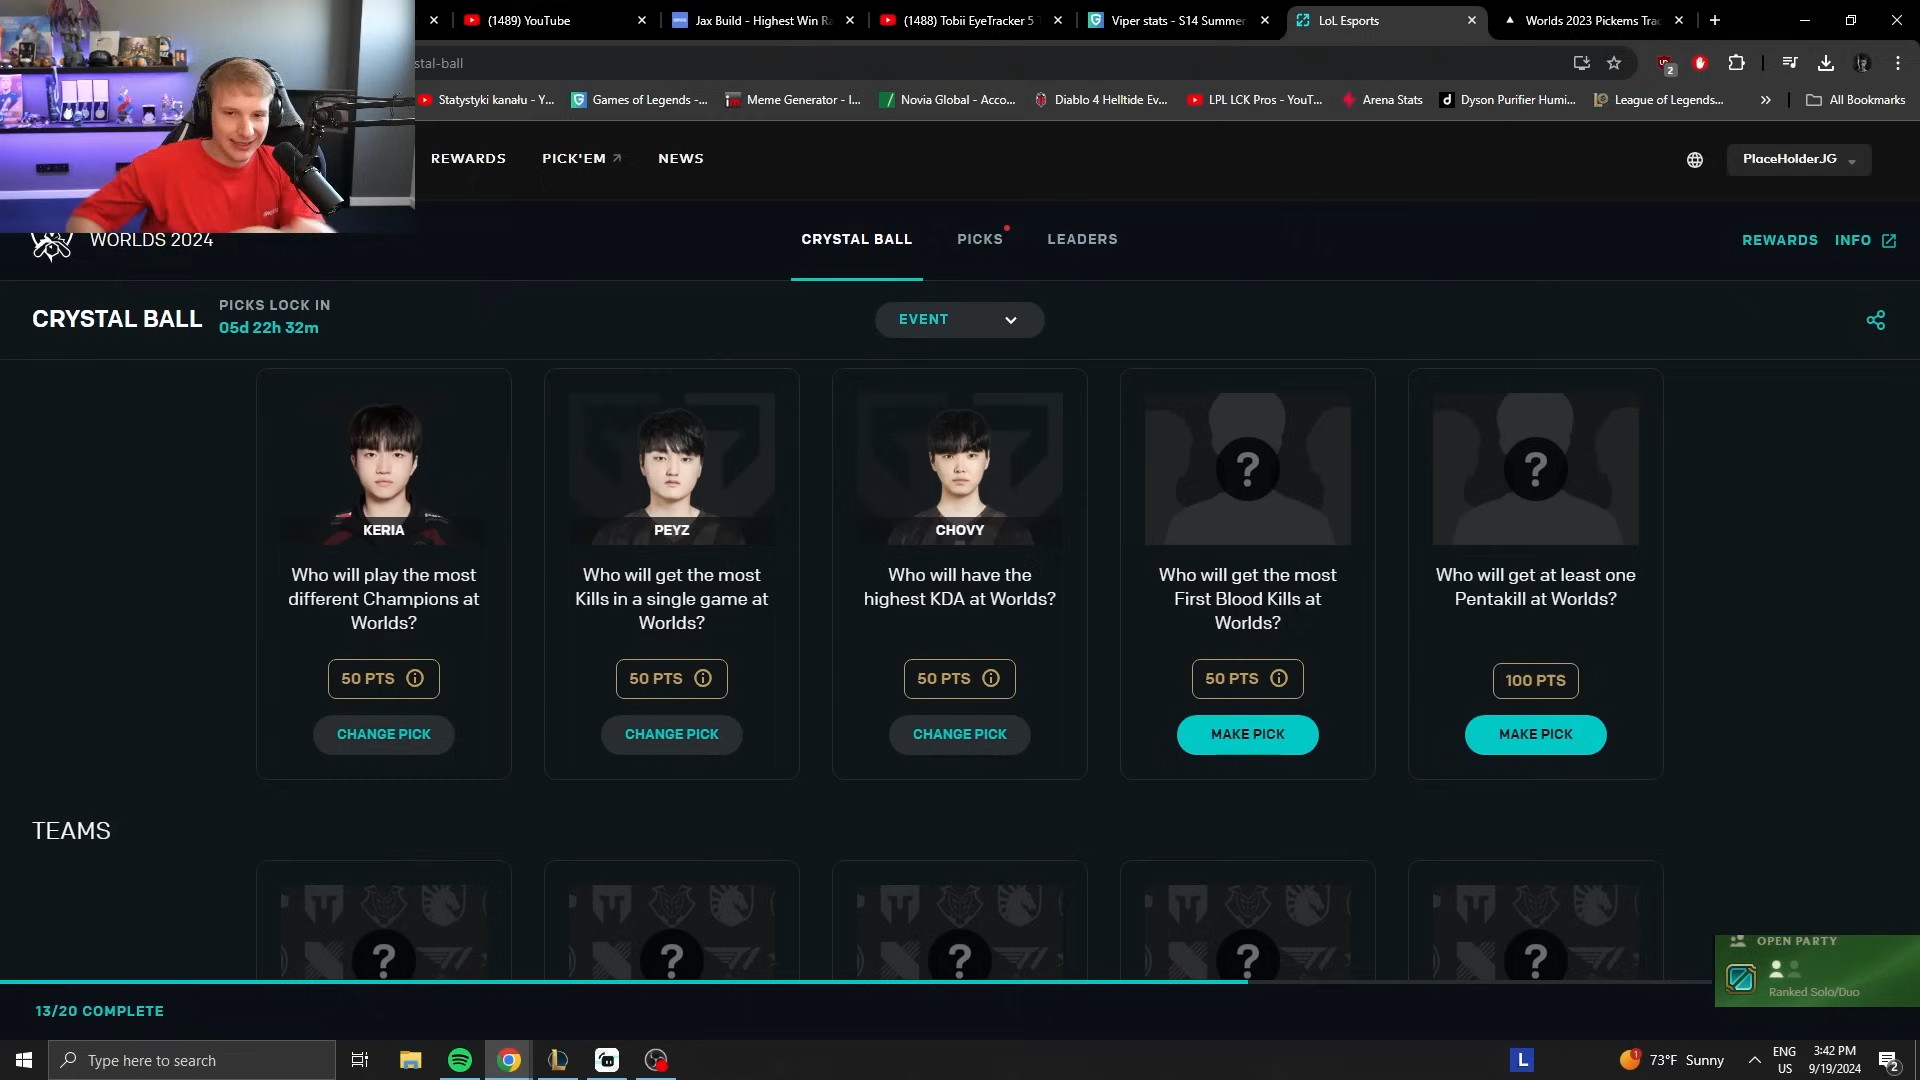 (1489) YouTube
Jax Build - Highest Win Ra
(1488) Tobii EyeTracker 5 T
Viper stats - S14 Summer
LoL Esports
Worlds 2023 Pickems Trac
stal-ball
2
Statystyki kanału - Y...
Games of Legends -...
Meme Generator - I...
Novia Global - Acco...
Diablo 4 Helltide Ev...
LPL LCK Pros - YouT...
Arena Stats
Dyson Purifier Humi...
League of Legends...
All Bookmarks
REWARDS
PICK'EM
NEWS
PlaceHolderJG
WORLDS 2024
CRYSTAL BALL
PICKS
LEADERS
REWARDS
INFO
CRYSTAL BALL
PICKS LOCK IN
05d 22h 32m
EVENT
KERIA
Who will play the most
different Champions at
Worlds?
50 PTS
CHANGE PICK
PEYZ
Who will get the most
Kills in a single game at
Worlds?
50 PTS
CHANGE PICK
CHOVY
Who will have the
highest KDA at Worlds?
50 PTS
CHANGE PICK
?
Who will get the most
First Blood Kills at
Worlds?
50 PTS
MAKE PICK
?
Who will get at least one
Pentakill at Worlds?
100 PTS
MAKE PICK
TEAMS
?
?
?
?
?
OPEN PARTY
Ranked Solo/Duo
13/20 COMPLETE
Type here to search
L
1
73°F Sunny
ENG
US
3:42 PM
9/19/2024
2